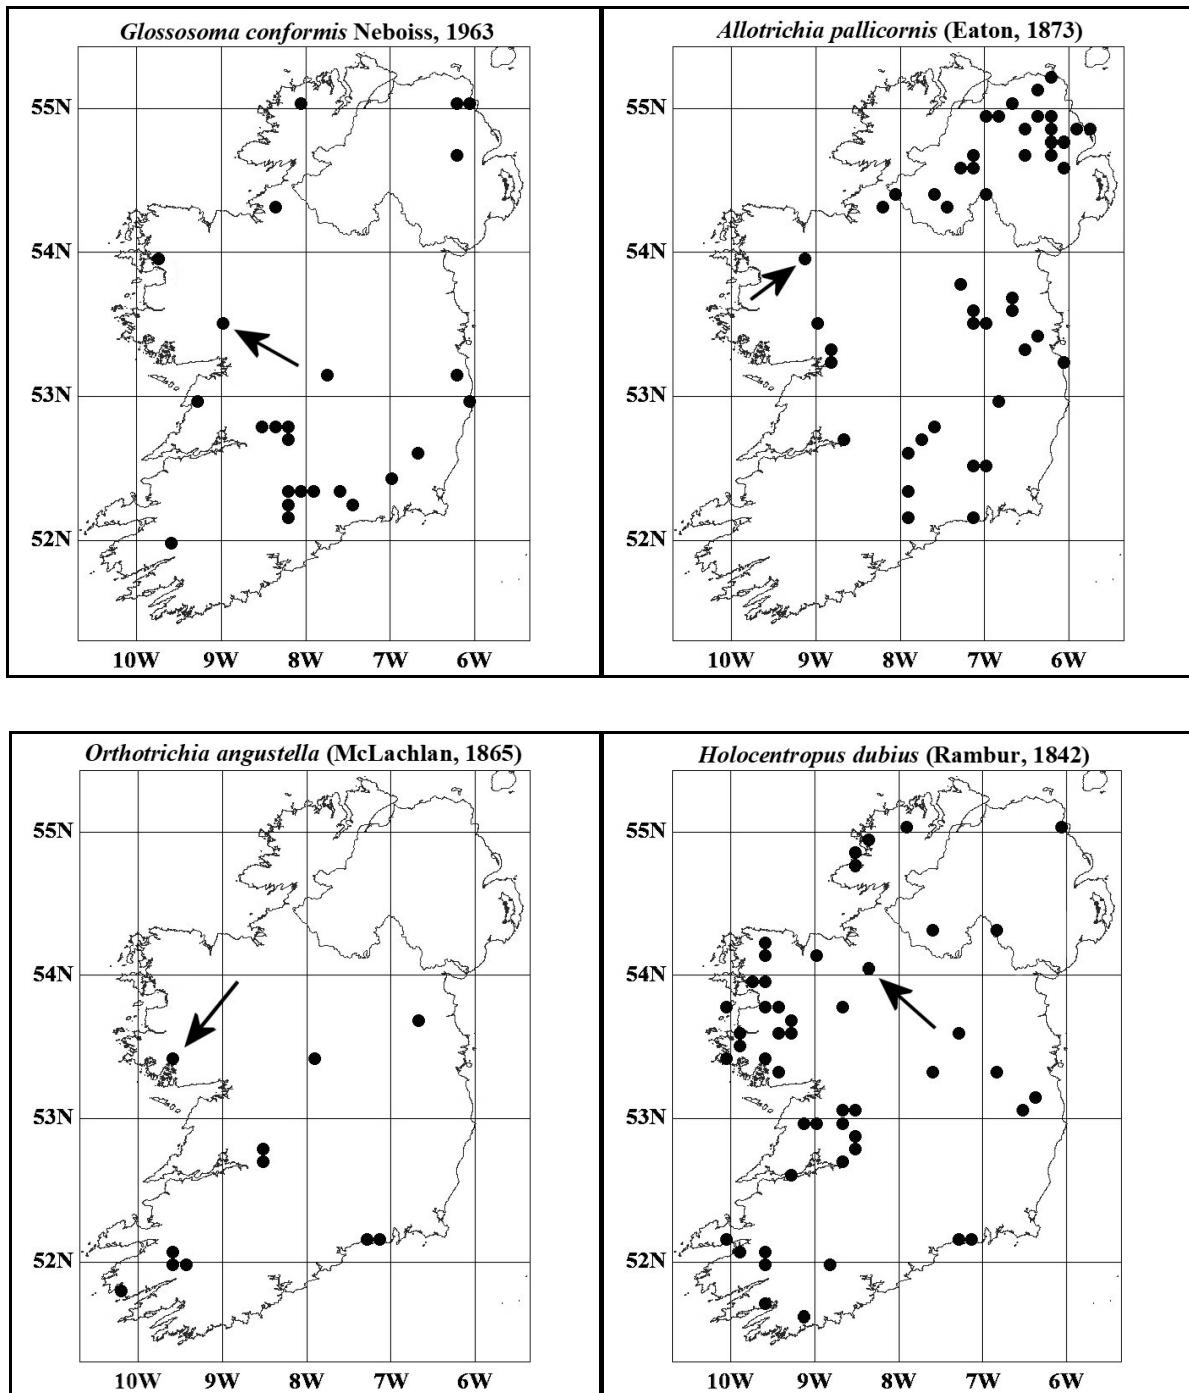 Glossosoma conformis Neboiss, 1963
55N
54N
53N
52N
10W 9W 8W 7W 6W
Allotrichia pallicornis (Eaton, 1873)
55N
54N
53N
52N
10W 9W 8W 7W 6W
Orthotrichia angustella (McLachlan, 1865)
55N
54N
53N
52N
10W 9W 8W 7W 6W
Holocentropus dubius (Rambur, 1842)
55N
54N
53N
52N
10W 9W 8W 7W 6W